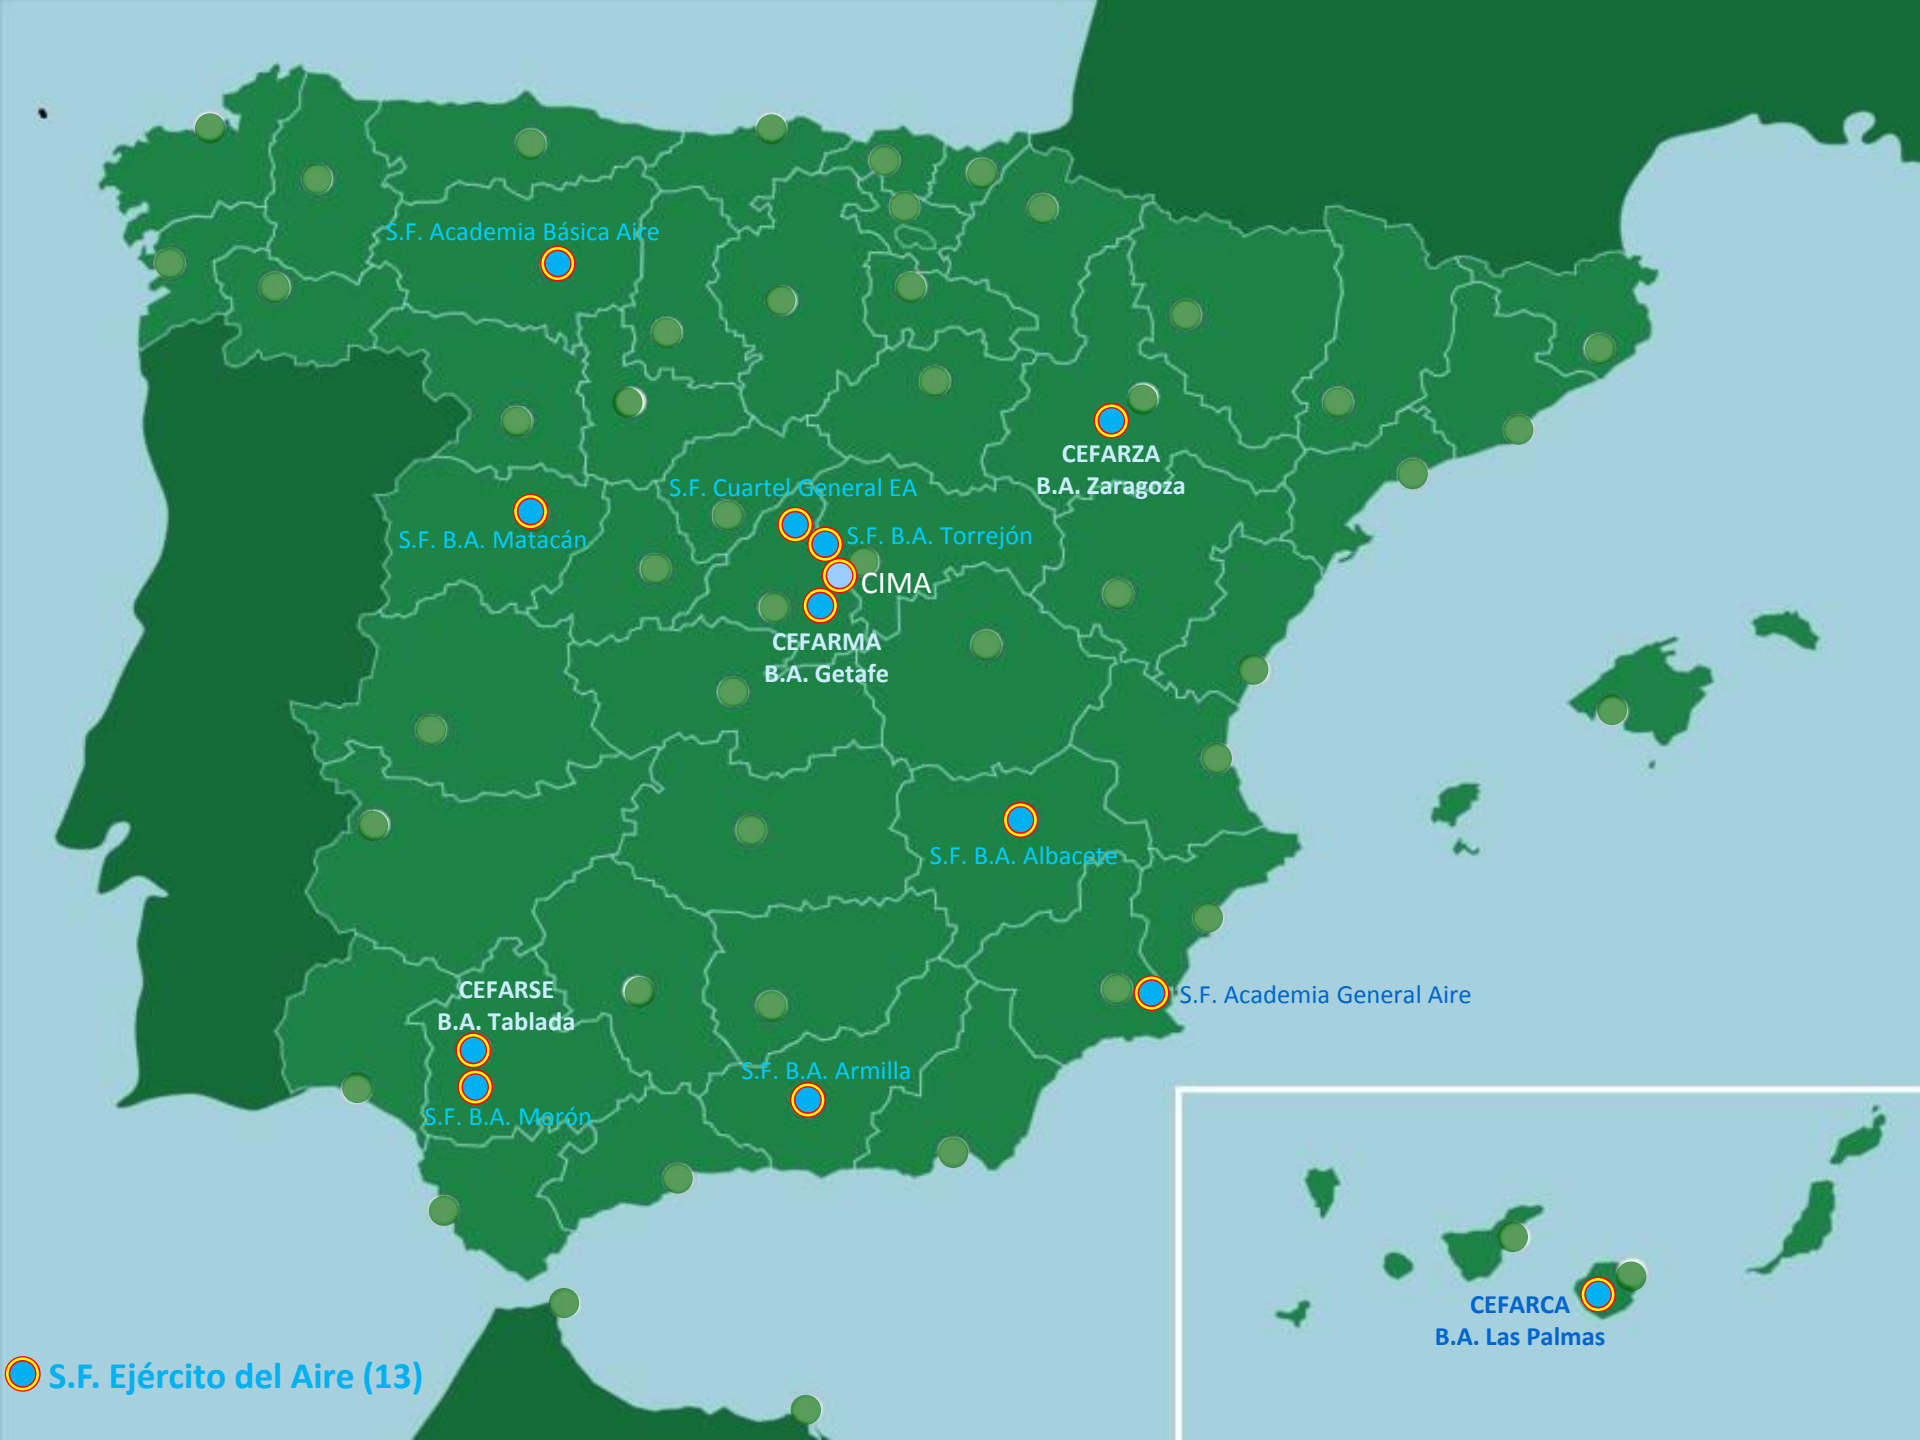 S.F. Academia Básica Aire
CEFARZA
B.A. Zaragoza
S.F. Cuartel General EA
S.F. B.A. Matacán
S.F. B.A. Torrejón
CIMA
CEFARMA
B.A. Getafe
S.F. B.A. Albacete
CEFARSE
B.A. Tablada
S.F. Academia General Aire
S.F. B.A. Armilla
S.F. B.A. Morón
CEFARCA
B.A. Las Palmas
S.F. Ejército del Aire (13)